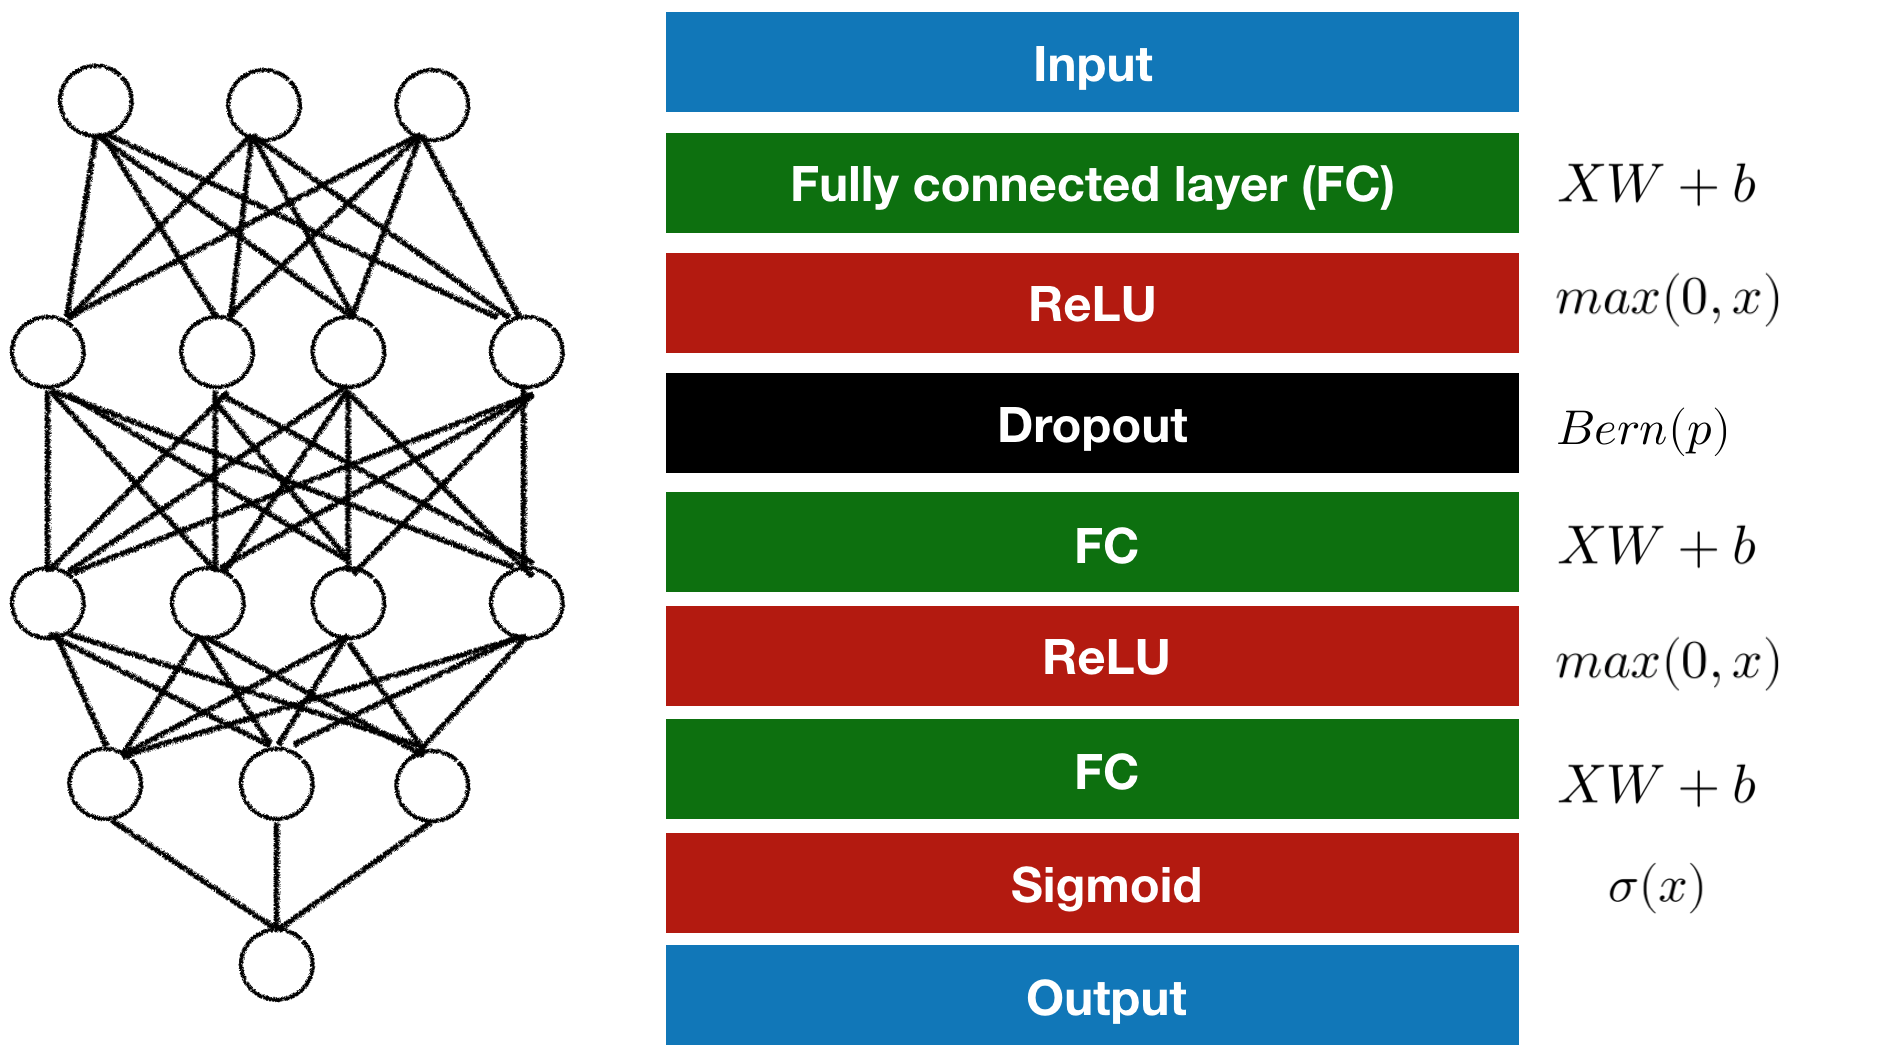 Input
Fully connected layer (FC)
XW + b
ReLU
max(0, x)
Dropout
Bern(p)
FC
XW + b
ReLU
max(0, x)
FC
XW + b
Sigmoid
σ(x)
Output